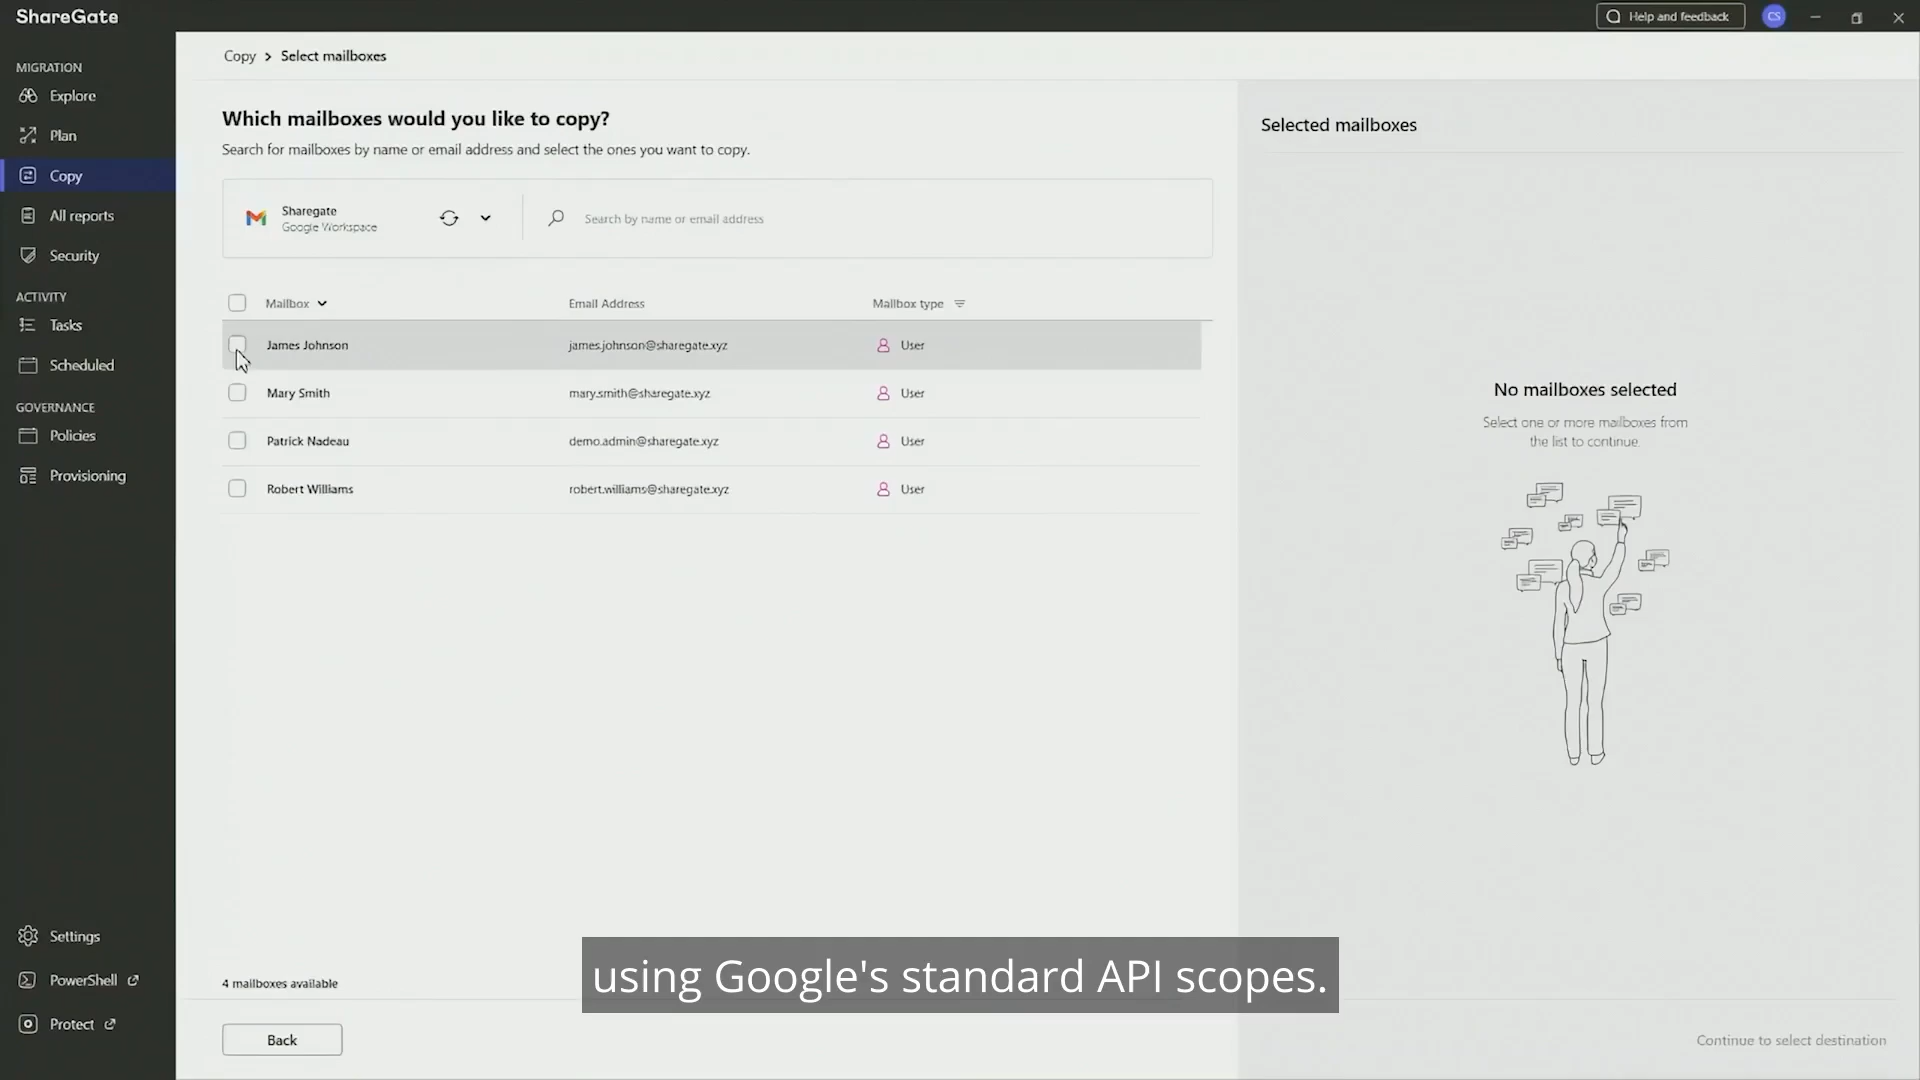 ShareGate
Help and feedback
CS
MIGRATION
Explore
Plan
Copy
All reports
Security
ACTIVITY
Tasks
Scheduled
GOVERNANCE
Policies
Provisioning
Settings
PowerShell
Protect
Copy > Select mailboxes
Which mailboxes would you like to copy?
Search for mailboxes by name or email address and select the ones you want to copy.
Sharegate
Google Workspace
Search by name or email address
Mailbox Email Address Mailbox type
James Johnson james.johnson@sharegate.xyz User
Mary Smith mary.smith@sharegate.xyz User
Patrick Nadeau demo.admin@sharegate.xyz User
Robert Williams robert.williams@sharegate.xyz User
4 mailboxes available
Back
Selected mailboxes
No mailboxes selected
Select one or more mailboxes from
the list to continue.
Continue to select destination
using Google's standard API scopes.